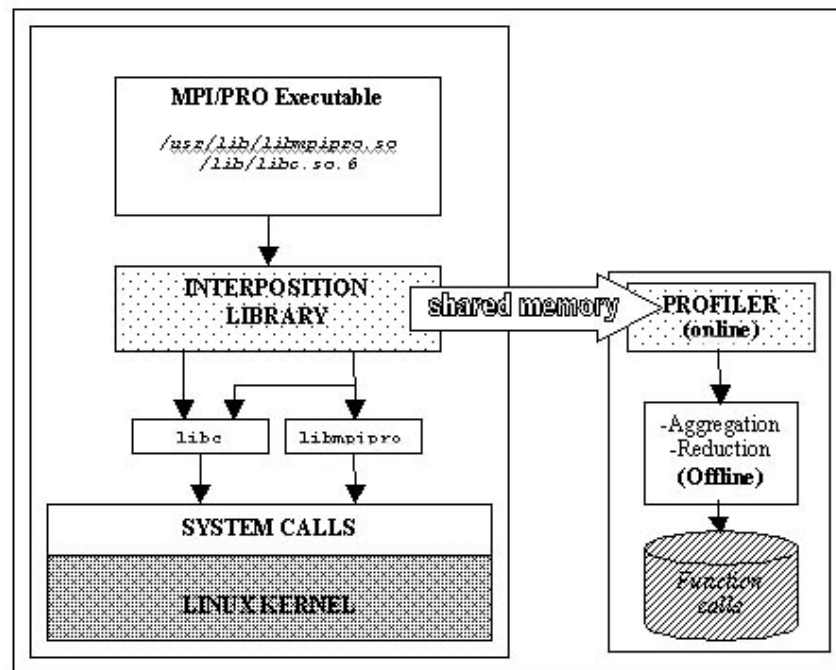 MPI/PRO Executable
/usr/lib/libmpipro.so
/lib/libc.so.6
INTERPOSITION
LIBRARY
shared memory
PROFILER
(online)
libc
libmpipro
-Aggregation
-Reduction
(Offline)
SYSTEM CALLS
LINUX KERNEL
Function
calls